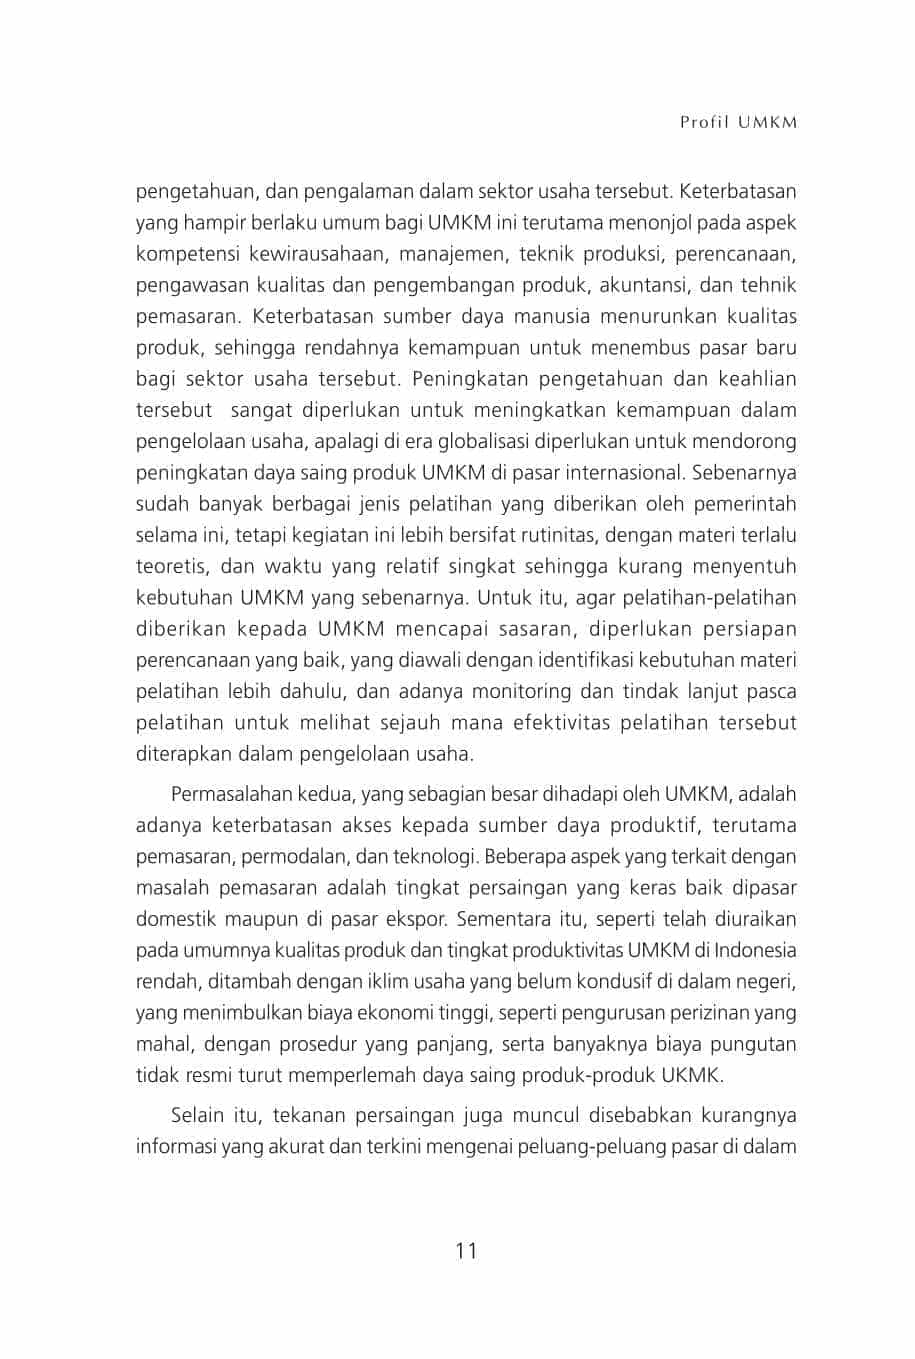 Profil UMKM
pengetahuan, dan pengalaman dalam sektor usaha tersebut. Keterbatasan
yang hampir berlaku umum bagi UMKM ini terutama menonjol pada aspek
kompetensi kewirausahaan, manajemen, teknik produksi, perencanaan,
pengawasan kualitas dan pengembangan produk, akuntansi, dan tehnik
pemasaran. Keterbatasan sumber daya manusia menurunkan kualitas
produk, sehingga rendahnya kemampuan untuk menembus pasar baru
bagi sektor usaha tersebut. Peningkatan pengetahuan dan keahlian
tersebut sangat diperlukan untuk meningkatkan kemampuan dalam
pengelolaan usaha, apalagi di era globalisasi diperlukan untuk mendorong
peningkatan daya saing produk UMKM di pasar internasional. Sebenarnya
sudah banyak berbagai jenis pelatihan yang diberikan oleh pemerintah
selama ini, tetapi kegiatan ini lebih bersifat rutinitas, dengan materi terlalu
teoretis, dan waktu yang relatif singkat sehingga kurang menyentuh
kebutuhan UMKM yang sebenarnya. Untuk itu, agar pelatihan-pelatihan
diberikan kepada UMKM mencapai sasaran, diperlukan persiapan
perencanaan yang baik, yang diawali dengan identifikasi kebutuhan materi
pelatihan lebih dahulu, dan adanya monitoring dan tindak lanjut pasca
pelatihan untuk melihat sejauh mana efektivitas pelatihan tersebut
diterapkan dalam pengelolaan usaha.
Permasalahan kedua, yang sebagian besar dihadapi oleh UMKM, adalah
adanya keterbatasan akses kepada sumber daya produktif, terutama
pemasaran, permodalan, dan teknologi. Beberapa aspek yang terkait dengan
masalah pemasaran adalah tingkat persaingan yang keras baik dipasar
domestik maupun di pasar ekspor. Sementara itu, seperti telah diuraikan
pada umumnya kualitas produk dan tingkat produktivitas UMKM di Indonesia
rendah, ditambah dengan iklim usaha yang belum kondusif di dalam negeri,
yang menimbulkan biaya ekonomi tinggi, seperti pengurusan perizinan yang
mahal, dengan prosedur yang panjang, serta banyaknya biaya pungutan
tidak resmi turut memperlemah daya saing produk-produk UKMK.
Selain itu, tekanan persaingan juga muncul disebabkan kurangnya
informasi yang akurat dan terkini mengenai peluang-peluang pasar di dalam
11